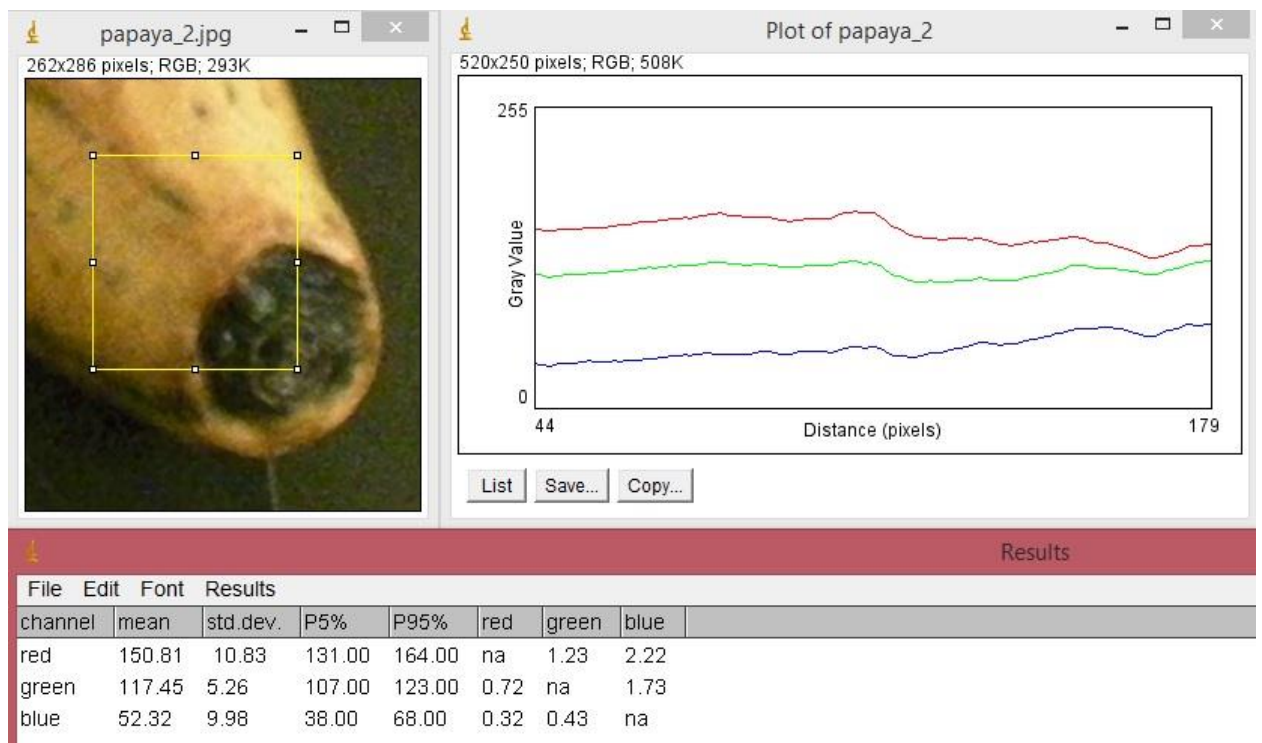 papaya_2.jpg
262x286 pixels; RGB; 293K
Plot of papaya_2
520x250 pixels; RGB; 508K
255
Gray Value
0
44
Distance (pixels)
179
List Save... Copy...
Results
File Edit Font Results
channel mean std.dev. P5% P95% red green blue
red 150.81 10.83 131.00 164.00 na 1.23 2.22
green 117.45 5.26 107.00 123.00 0.72 na 1.73
blue 52.32 9.98 38.00 68.00 0.32 0.43 na